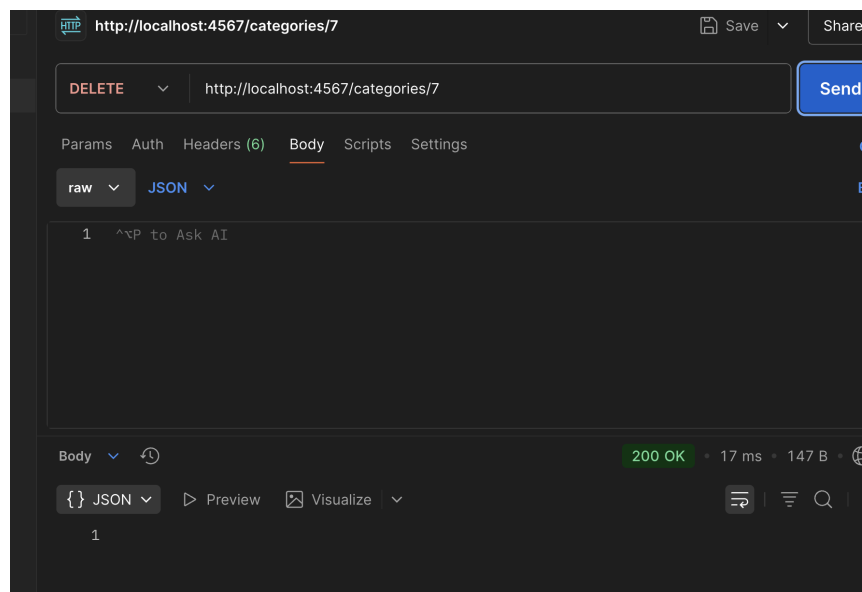 HTTP http://localhost:4567/categories/7 Save Share
DELETE http://localhost:4567/categories/7 Send
Params Auth Headers (6) Body Scripts Settings
raw JSON
1 ^⌥P to Ask AI
Body 200 OK • 17 ms • 147 B •
{} JSON Preview Visualize
1